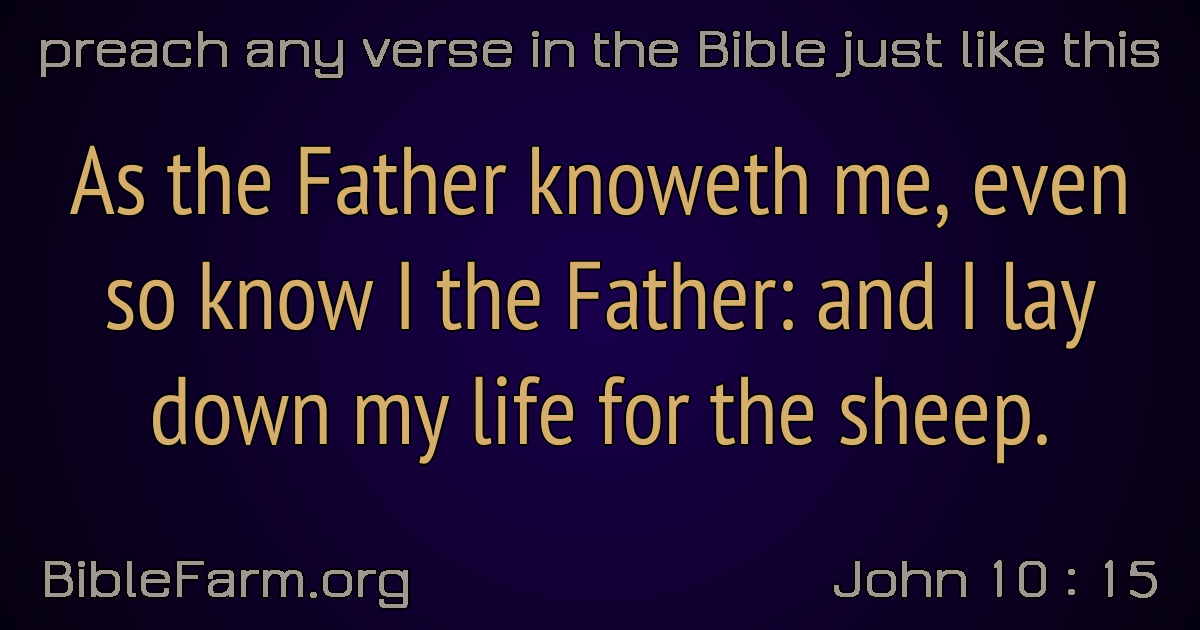 preach any verse in the Bible just like this
As the Father knoweth me, even
so know I the Father: and I lay
down my life for the sheep.
BibleFarm.org
John 10 : 15